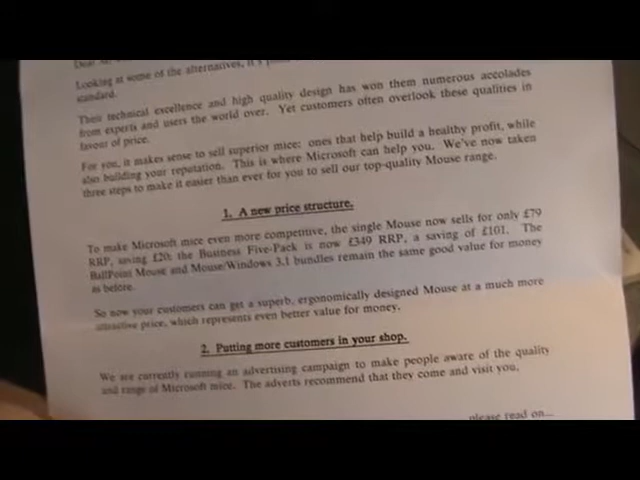 Dear
Looking at some of the alternatives, it's
standard.
Their technical excellence and high quality design has won them numerous accolades
from experts and users the world over. Yet customers often overlook these qualities in
favour of price.
For you, it makes sense to sell superior mice: ones that help build a healthy profit, while
also building your reputation. This is where Microsoft can help you. We've now taken
three steps to make it easier than ever for you to sell our top-quality Mouse range.
1. A new price structure.
To make Microsoft mice even more competitive, the single Mouse now sells for only £79
RRP, saving £20; the Business Five-Pack is now £349 RRP, a saving of £101. The
BallPoint Mouse and Mouse/Windows 3.1 bundles remain the same good value for money
as before.
So now your customers can get a superb, ergonomically designed Mouse at a much more
attractive price, which represents even better value for money.
2. Putting more customers in your shop.
We are currently running an advertising campaign to make people aware of the quality
and range of Microsoft mice. The adverts recommend that they come and visit you.
please read on...